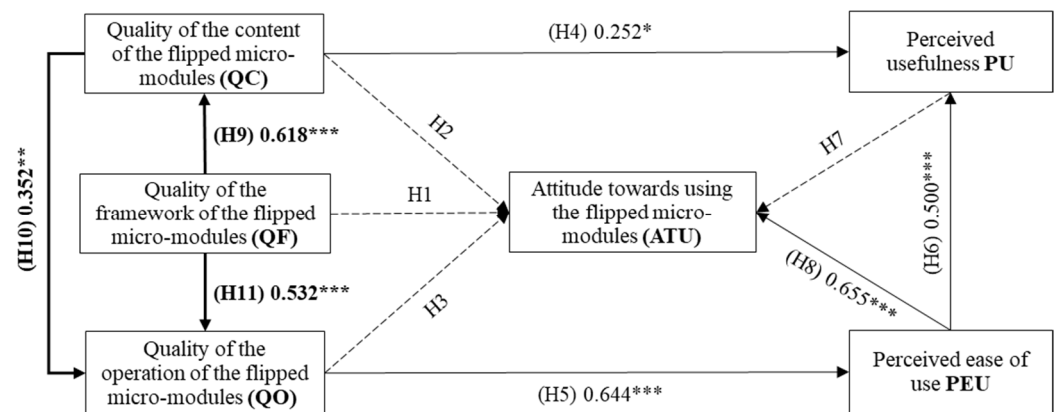 Quality of the content
of the flipped micro-
modules (QC)
(H4) 0.252*
Perceived
usefulness PU
(H10) 0.352**
(H9) 0.618***
H2
H7
(H6) 0.500***
Quality of the
framework of the flipped
micro-modules (QF)
H1
Attitude towards using
the flipped micro-
modules (ATU)
(H11) 0.532***
H3
(H8) 0.655***
Quality of the
operation of the flipped
micro-modules (QO)
(H5) 0.644***
Perceived ease of
use PEU